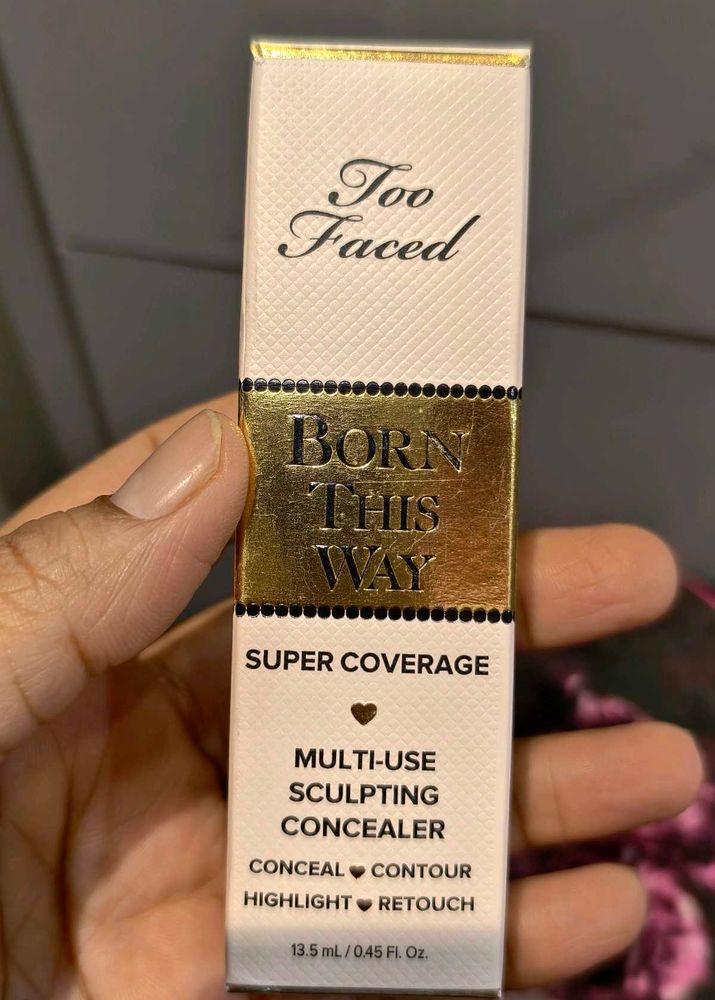 Too
Faced
BORN
THIS
WAY
SUPER COVERAGE
MULTI-USE
SCULPTING
CONCEALER
CONCEAL ♥ CONTOUR
HIGHLIGHT ♥ RETOUCH
13.5 mL / 0.45 Fl. Oz.